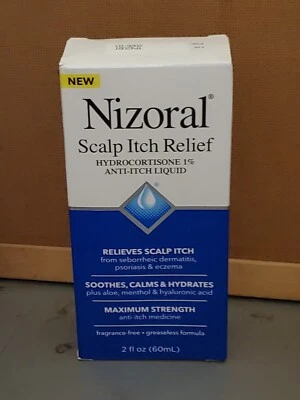 NEW
Nizoral®
Scalp Itch Relief
HYDROCORTISONE 1%
ANTI-ITCH LIQUID
RELIEVES SCALP ITCH
from seborrheic dermatitis,
psoriasis & eczema
SOOTHES, CALMS & HYDRATES
plus aloe, menthol & hyaluronic acid
MAXIMUM STRENGTH
anti-itch medicine
fragrance-free • greaseless formula
2 fl oz (60mL)